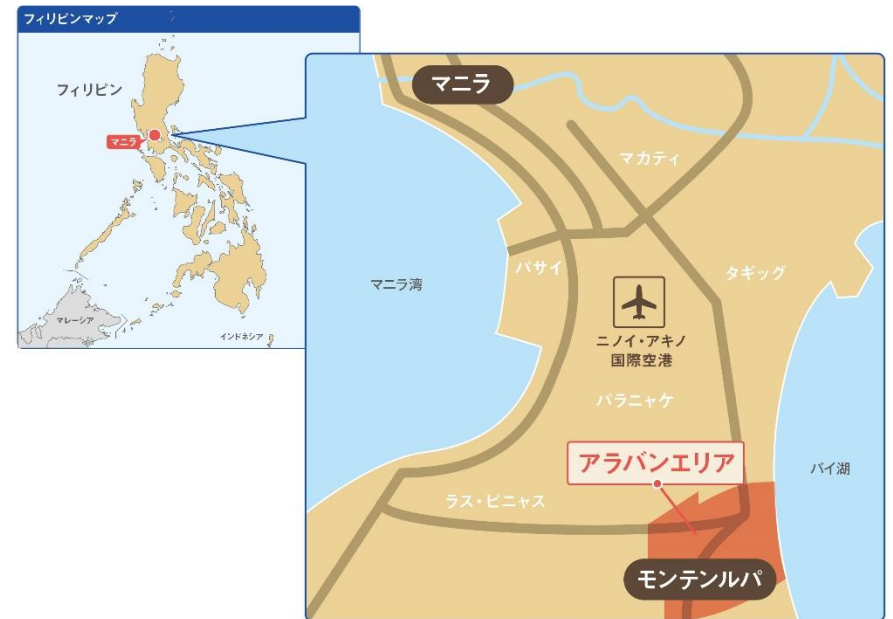 フィリピンマップ
フィリピン
マニラ
マレーシア
インドネシア
マニラ
マカティ
パサイ
タギッグ
マニラ湾
ニノイ・アキノ
国際空港
パラニャケ
アラバンエリア
バイ湖
ラス・ピニャス
モンテンルパ